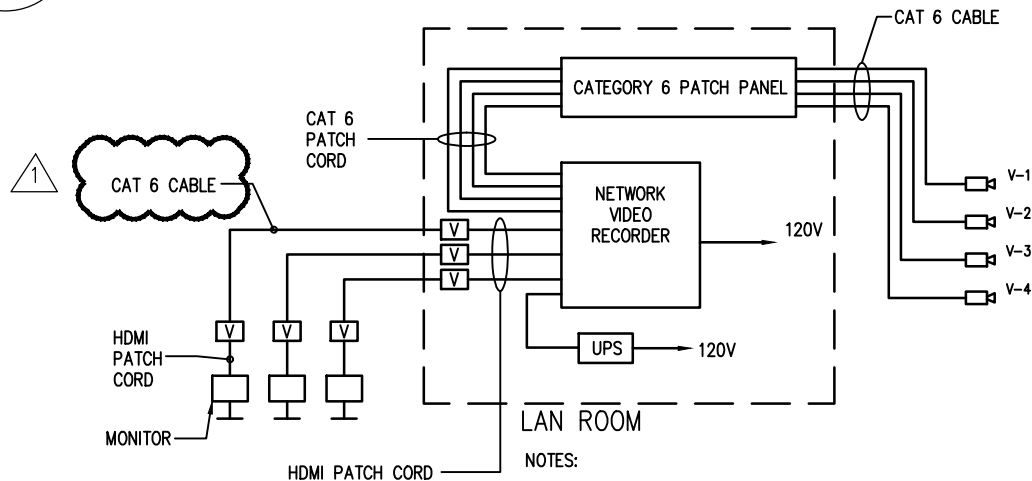 CAT 6 CABLE
CATEGORY 6 PATCH PANEL
CAT 6
PATCH
CORD
1
CAT 6 CABLE
NETWORK
VIDEO
RECORDER
120V
V-1
V-2
V-3
V-4
V
V
V
V
V
V
HDMI
PATCH
CORD
UPS
120V
MONITOR
LAN ROOM
HDMI PATCH CORD
NOTES: